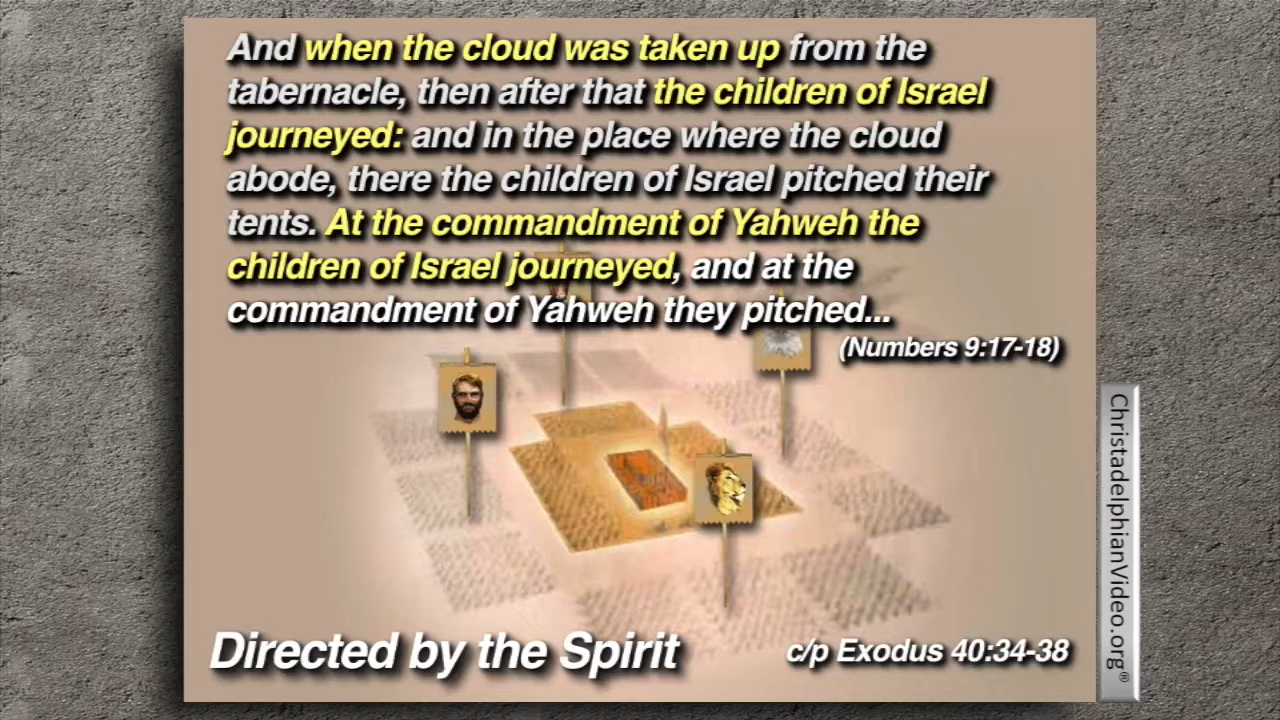 And when the cloud was taken up from the
tabernacle, then after that the children of Israel
journeyed: and in the place where the cloud
abode, there the children of Israel pitched their
tents. At the commandment of Yahweh the
children of Israel journeyed, and at the
commandment of Yahweh they pitched...
(Numbers 9:17-18)
Directed by the Spirit
c/p Exodus 40:34-38
ChristadelphianVideo.org®